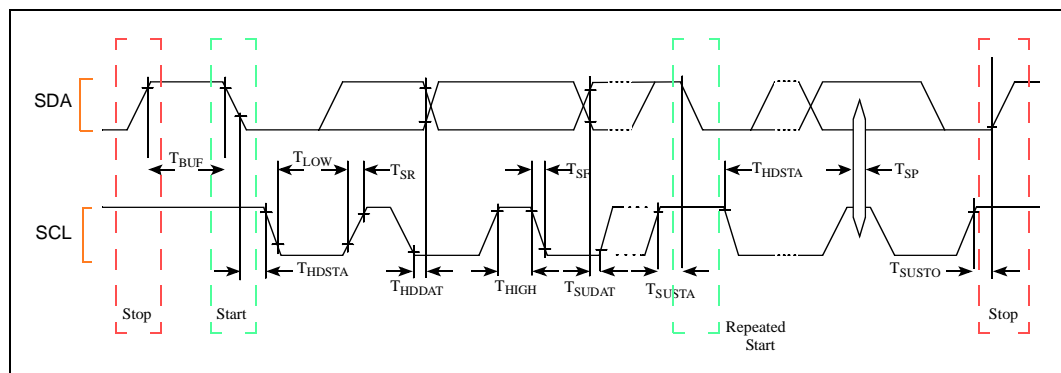 SDA
T_BUF
T_LOW
T_SR
T_SF
T_HDSTA
T_SP
SCL
T_HDSTA
T_HDDAT
T_HIGH
T_SUDAT
T_SUSTA
T_SUSTO
Stop
Start
Repeated
Start
Stop